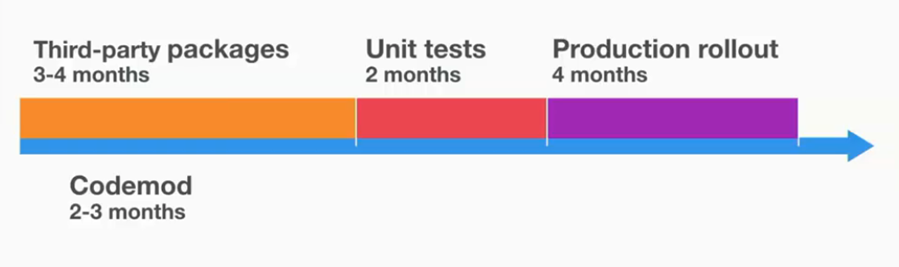 Third-party packages
3-4 months
Unit tests
2 months
Production rollout
4 months
Codemod
2-3 months